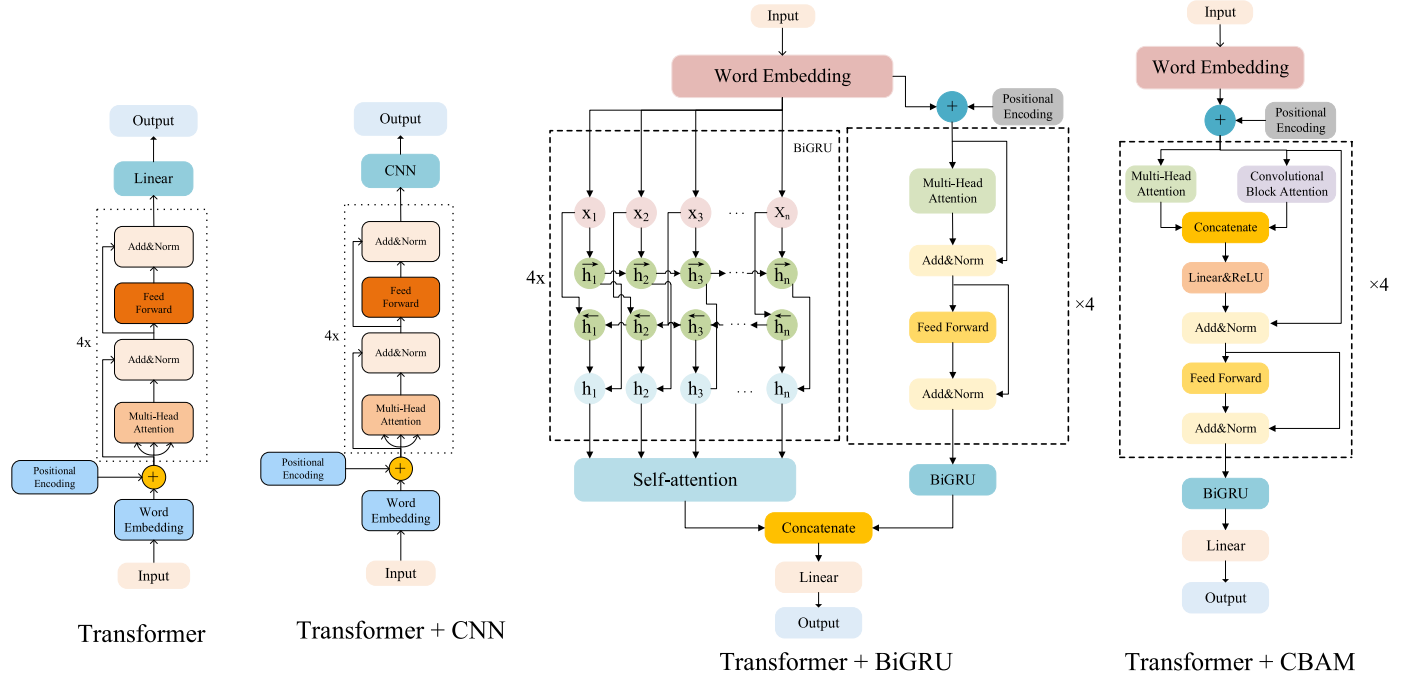 Output
Linear
Add&Norm
Feed
Forward
4x
Add&Norm
Multi-Head
Attention
Positional
Encoding
+
Word
Embedding
Input
Transformer
Output
CNN
Add&Norm
Feed
Forward
4x
Add&Norm
Multi-Head
Attention
Positional
Encoding
+
Word
Embedding
Input
Transformer + CNN
Input
Word Embedding
+
Positional
Encoding
BiGRU
4x
x₁ x₂ x₃ ... xₙ
→h₁ →h₂ →h₃ ... →hₙ
←h₁ ←h₂ ←h₃ ... ←hₙ
h₁ h₂ h₃ ... hₙ
Self-attention
Multi-Head
Attention
Add&Norm
×4
Feed Forward
Add&Norm
BiGRU
Concatenate
Linear
Output
Transformer + BiGRU
Input
Word Embedding
+
Positional
Encoding
Multi-Head
Attention
Convolutional
Block Attention
Concatenate
Linear&ReLU
×4
Add&Norm
Feed Forward
Add&Norm
BiGRU
Linear
Output
Transformer + CBAM